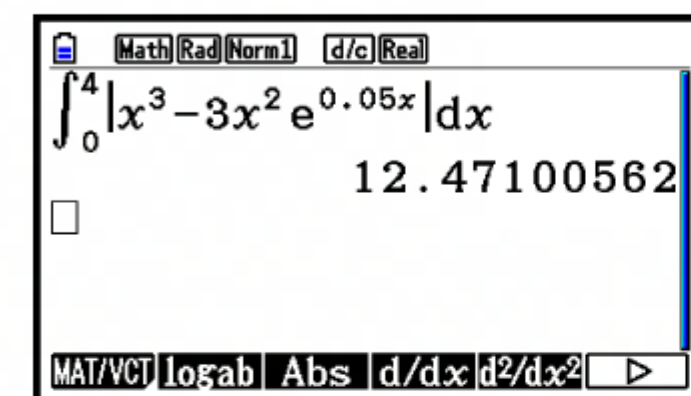 Math Rad Norm1 d/c Real
∫₀⁴|x³-3x²e^0.05x|dx
12.47100562
MAT/VCT logab Abs d/dx d²/dx² ▷